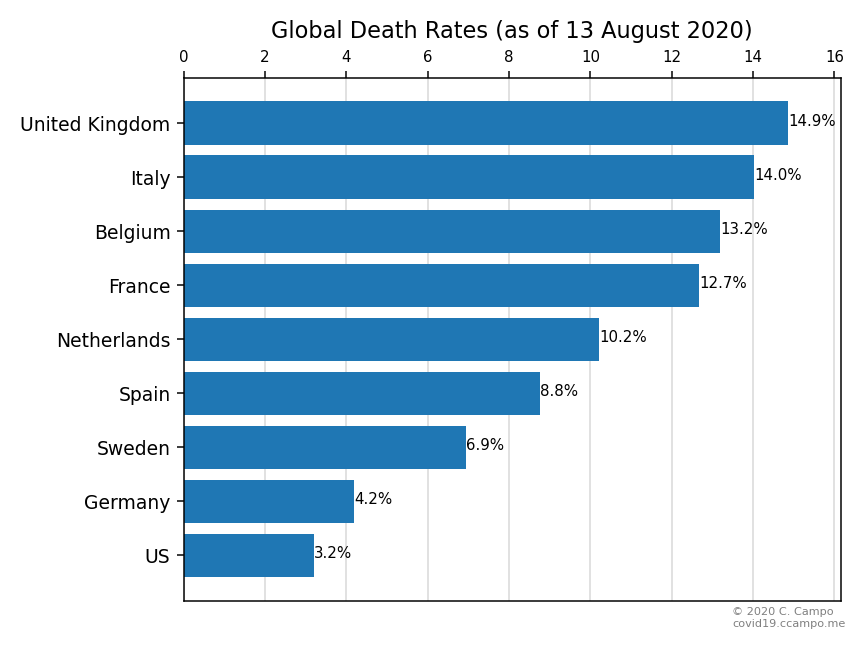 Global Death Rates (as of 13 August 2020)
0 2 4 6 8 10 12 14 16
United Kingdom 14.9%
Italy 14.0%
Belgium 13.2%
France 12.7%
Netherlands 10.2%
Spain 8.8%
Sweden 6.9%
Germany 4.2%
US 3.2%
© 2020 C. Campo
covid19.ccampo.me